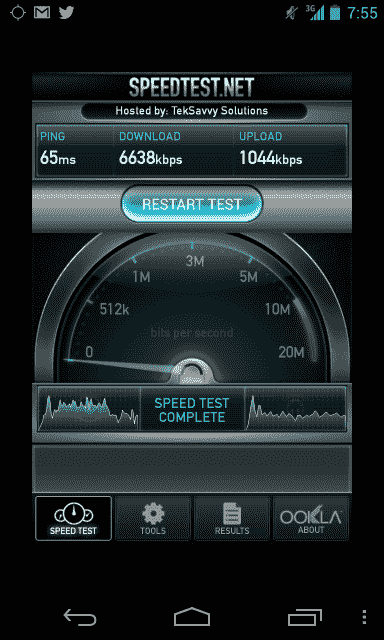 3G 7:55
SPEEDTEST.NET
Hosted by: TekSavvy Solutions
PING DOWNLOAD UPLOAD
65ms 6638kbps 1044kbps
RESTART TEST
3M
1M 5M
512k 10M
bits per second
0 20M
SPEED TEST
COMPLETE
OOKLA
SPEED TEST TOOLS RESULTS ABOUT